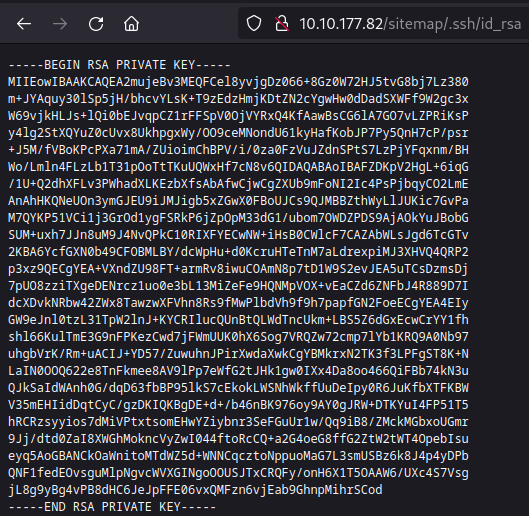 10.10.177.82/sitemap/.ssh/id_rsa
-----BEGIN RSA PRIVATE KEY-----
MIIEowIBAAKCAQEA2mujeBv3MEQFCel8yvjgDz066+8Gz0W72HJ5tvG8bj7Lz380
m+JYAquy30lSp5jH/bhcvYLsK+T9zEdzHmjKDtZN2cYgwHw0dDadSXWFf9W2gc3x
W69vjkHLJs+lQi0bEJvqpCZ1rFFSpV0OjVYRxQ4KfAawBsCG6lA7GO7vLZPRiKsP
y4lg2StXQYuZ0cUvx8UkhpgxWy/OO9ceMNondU61kyHafKobJP7Py5QnH7cP/psr
+J5M/fVBoKPcPXa71mA/ZUioimChBPV/i/0za0FzVuJZdnSPtS7LzPjYFqxnm/BH
Wo/Lmln4FLzLb1T31pOoTtTKuUQWxHf7cN8v6QIDAQABAoIBAFZDKpV2HgL+6iqG
/1U+Q2dhXFLv3PWhadXLKEzbXfsAbAfwCjwCgZXUb9mFoNI2Ic4PsPjbqyCO2LmE
AnAhHKQNeUOn3ymGJEU9iJMJigb5xZGwX0FBoUJCs9QJMBBZthWyLlJUKic7GvPa
M7QYKP51VCi1j3GrOd1ygFSRkP6jZpOpM33dG1/ubom7OWDZPDS9AjAOkYuJBobG
SUM+uxh7JJn8uM9J4NvQPkC10RIXFYECwNW+iHsB0CWlcF7CAZAbWLsJgd6TcGTv
2KBA6YcfGXN0b49CFOBMLBY/dcWpHu+d0KcruHTeTnM7aLdrexpiMJ3XHVQ4QRP2
p3xz9QECgYEA+VXndZU98FT+armRv8iwuCOAmN8p7tD1W9S2evJEA5uTCsDzmsDj
7pUO8zziTXgeDENrcz1uo0e3bL13MiZeFe9HQNMpVOX+vEaCZd6ZNFbJ4R889D7I
dcXDvkNRbw42ZWx8TawzwXFVhn8Rs9fMwPlbdVh9f9h7papfGN2FoeECgYEA4EIy
GW9eJnl0tzL31TpW2lnJ+KYCRIlucQUnBtQLWdTncUkm+LBS5Z6dGxEcwCrYY1fh
shl66KulTmE3G9nFPKezCwd7jFWmUUK0hX6Sog7VRQZw72cmp7lYb1KRQ9A0Nb97
uhgbVrK/Rm+uACIJ+YD57/ZuwuhnJPirXwdaXwkCgYBMkrxN2TK3f3LPFgST8K+N
LaIN0OOQ622e8TnFkmee8AV9lPp7eWfG2tJHk1gw0IXx4Da8oo466QiFBb74kN3u
QJkSaIdWAnh0G/dqD63fbBP95lkS7cEkokLWSNhWkffUuDeIpy0R6JuKfbXTFKBW
V35mEHIidDqtCyC/gzDKIQKBgDE+d+/b46nBK976oy9AY0gJRW+DTKYuI4FP51T5
hRCRzsyyios7dMiVPtxtsomEHwYZiybnr3SeFGuUr1w/Qq9iB8/ZMckMGbxoUGmr
9Jj/dtd0ZaI8XWGhMokncVyZwI044ftoRcCQ+a2G4oeG8ffG2ZtW2tWT4OpebIsu
eyq5AoGBANCkOaWnitoMTdWZ5d+WNNCqcztoNppuoMaG7L3smUSBz6k8J4p4yDPb
QNF1fedEOvsguMlpNgvcWVXGINgoOOUSJTxCRQFy/onH6X1T5OAAW6/UXc4S7Vsg
jL8g9yBg4vPB8dHC6JeJpFFE06vxQMFzn6vjEab9GhnpMihrSCod
-----END RSA PRIVATE KEY-----